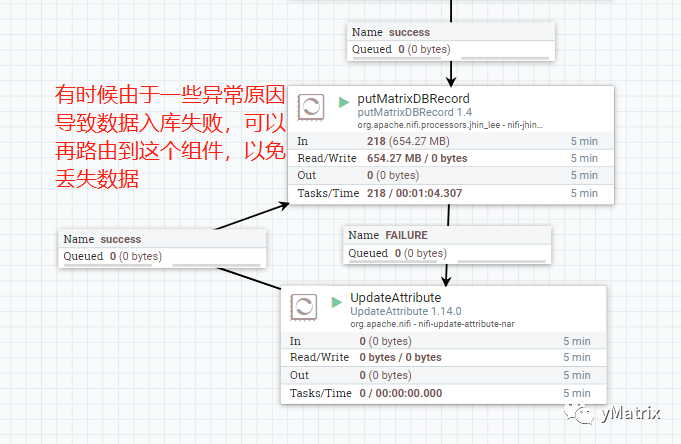 Name success
Queued 0 (0 bytes)
有时候由于一些异常原因
导致数据入库失败，可以
再路由到这个组件，以免
丢失数据
putMatrixDBRecord
putMatrixDBRecord 1.4
org.apache.nifi.processors.jhin_lee - nifi-jhin...
In 218 (654.27 MB) 5 min
Read/Write 654.27 MB / 0 bytes 5 min
Out 0 (0 bytes) 5 min
Tasks/Time 218 / 00:01:04.307 5 min
Name success
Queued 0 (0 bytes)
Name FAILURE
Queued 0 (0 bytes)
UpdateAttribute
UpdateAttribute 1.14.0
org.apache.nifi - nifi-update-attribute-nar
In 0 (0 bytes) 5 min
Read/Write 0 bytes / 0 bytes 5 min
Out 0 (0 bytes) 5 min
Tasks/Time 0 / 00:00:00.000 5 min
yMatrix